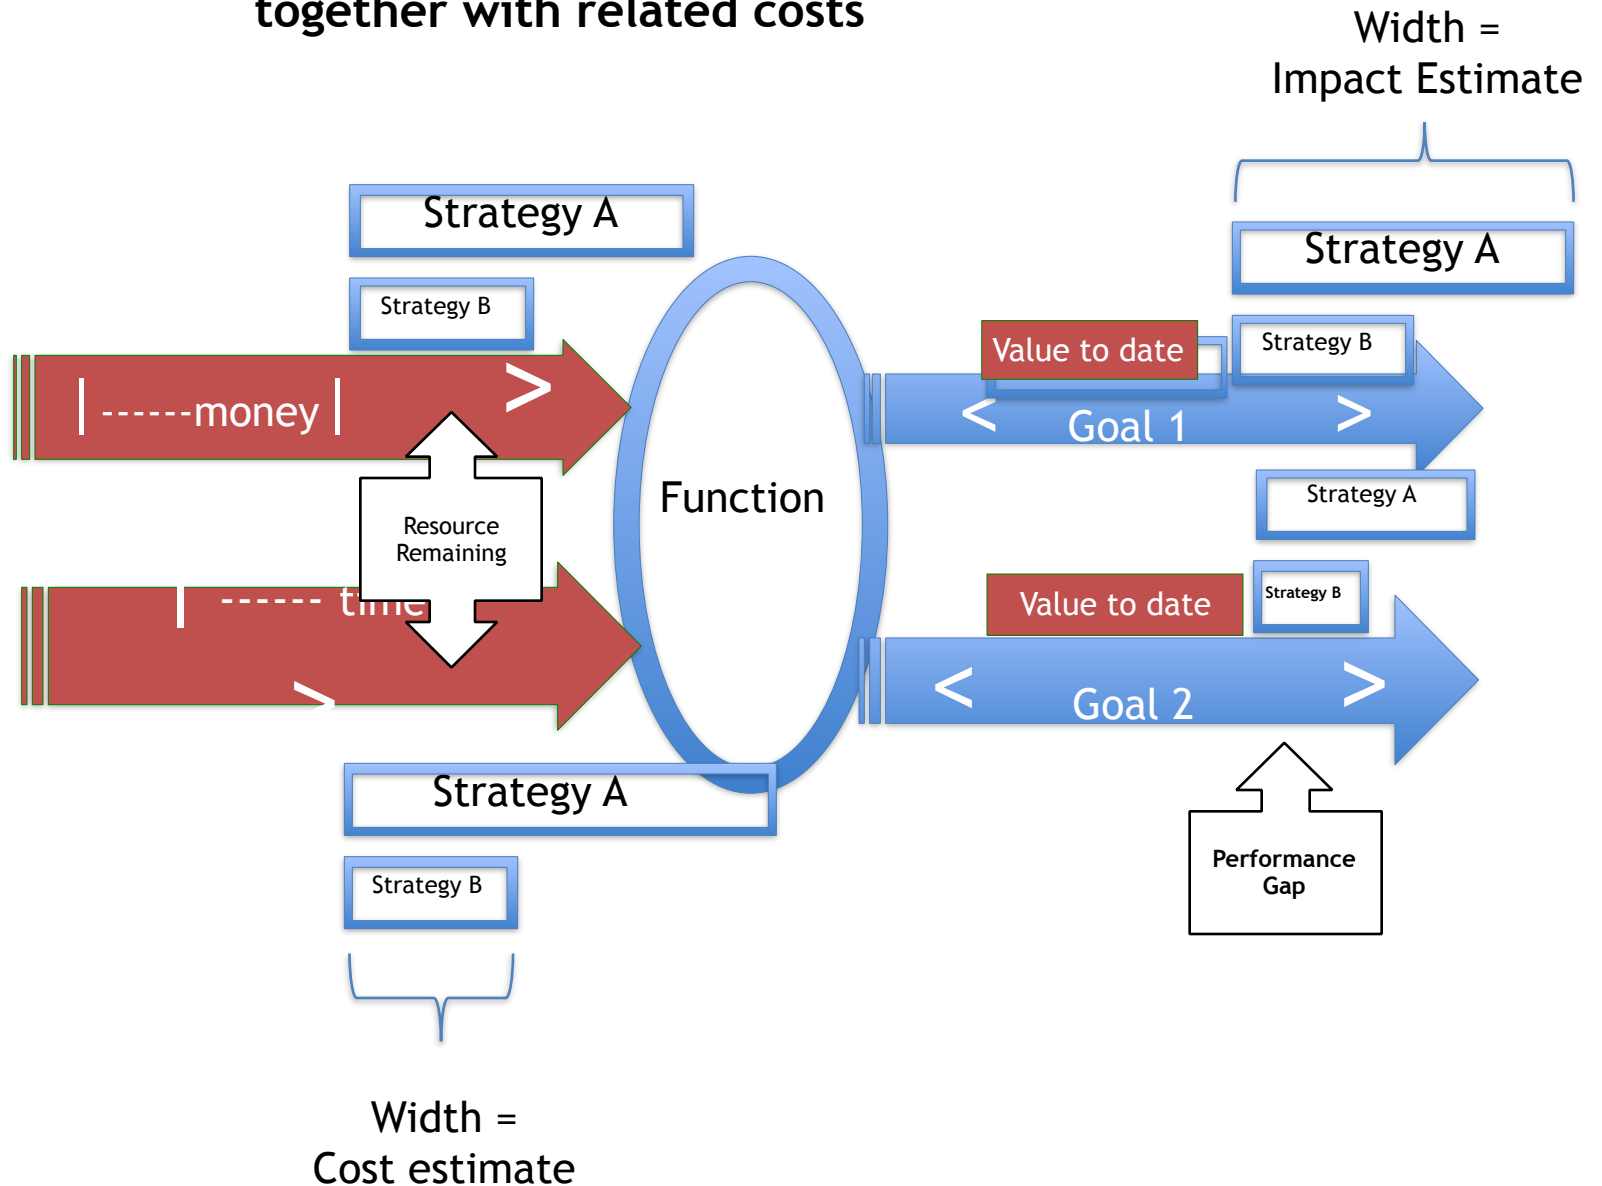 together with related costs
Width =
Impact Estimate
Strategy A
Strategy A
Strategy B
Strategy B
Value to date
|------money| >
< Goal 1 >
Strategy A
Function
Resource
Remaining
Strategy B
Value to date
| ------ time
>
< Goal 2 >
Strategy A
Performance
Gap
Strategy B
Width =
Cost estimate